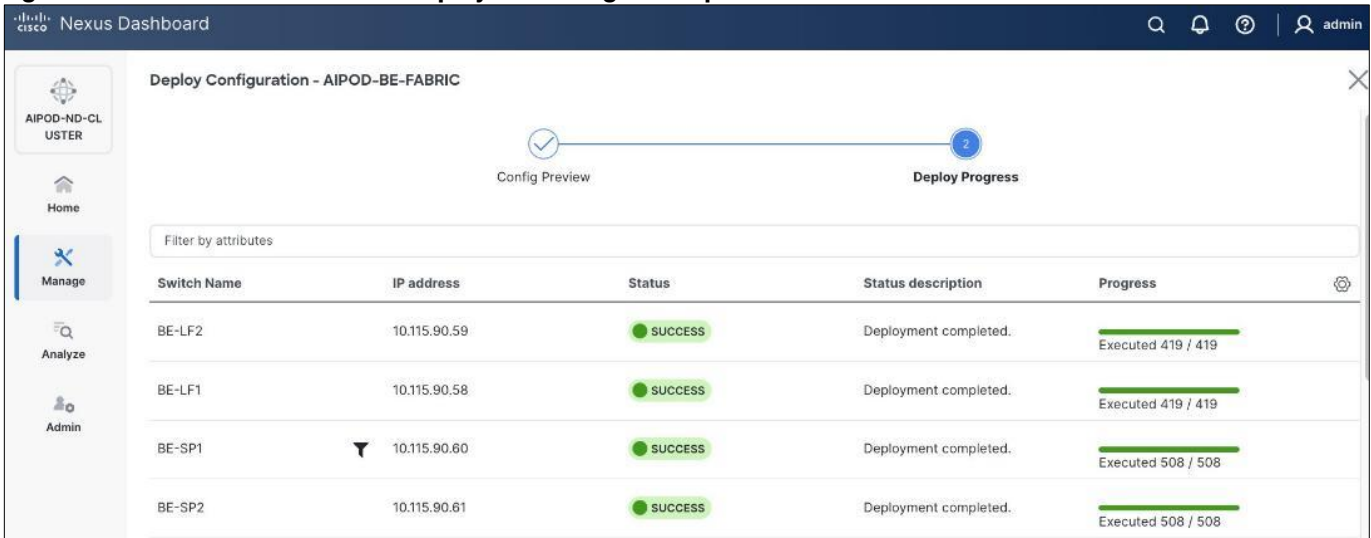 cisco Nexus Dashboard
admin
Deploy Configuration - AIPOD-BE-FABRIC
AIPOD-ND-CL
USTER
Home
Manage
Analyze
Admin
2
Config Preview
Deploy Progress
Filter by attributes
Switch Name IP address Status Status description Progress
BE-LF2 10.115.90.59 SUCCESS Deployment completed.
Executed 419 / 419
BE-LF1 10.115.90.58 SUCCESS Deployment completed.
Executed 419 / 419
BE-SP1 10.115.90.60 SUCCESS Deployment completed.
Executed 508 / 508
BE-SP2 10.115.90.61 SUCCESS Deployment completed.
Executed 508 / 508